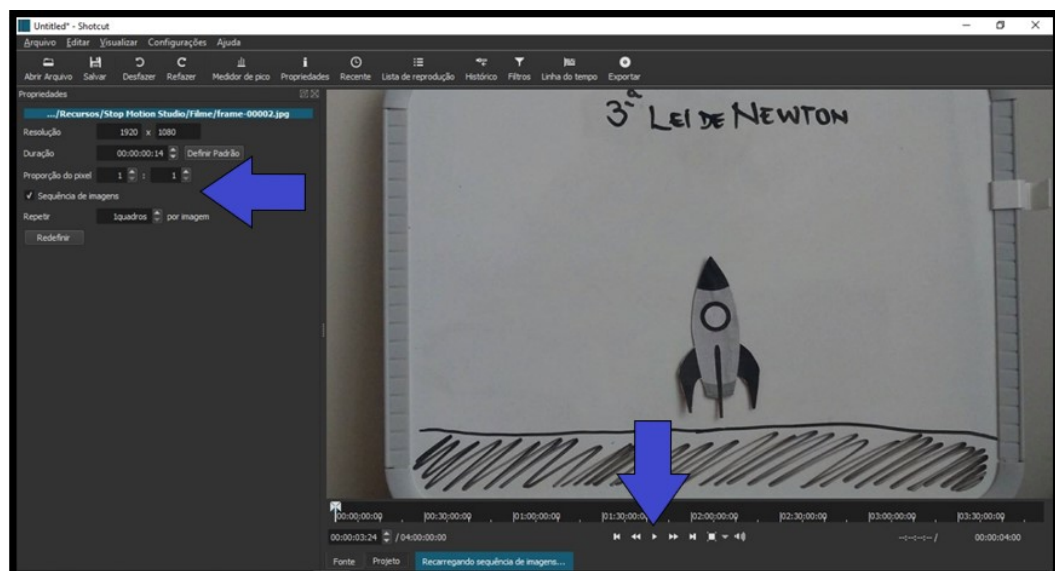 Untitled* - Shotcut
Arquivo Editar Visualizar Configurações Ajuda
Abrir Arquivo Salvar Desfazer Refazer Medidor de pico Propriedades Recente Lista de reprodução Histórico Filtros Linha do tempo Exportar
Propriedades
.../Recursos/Stop Motion Studio/Filme/frame-00002.jpg
Resolução 1920 x 1080
Duração 00:00:00:14 Definir Padrão
Proporção do pixel 1 : 1
Sequência de imagens
Repetir 1quadros por imagem
Redefinir
3ª LEI DE NEWTON
00:00:00:00 00:30:00:00 01:00:00:00 01:30:00:00 02:00:00:00 02:30:00:00 03:00:00:00 03:30:00:00
00:00:03:24 / 04:00:00:00 --:--:--:-- / 00:00:04:00
Fonte Projeto Recarregando sequência de imagens...